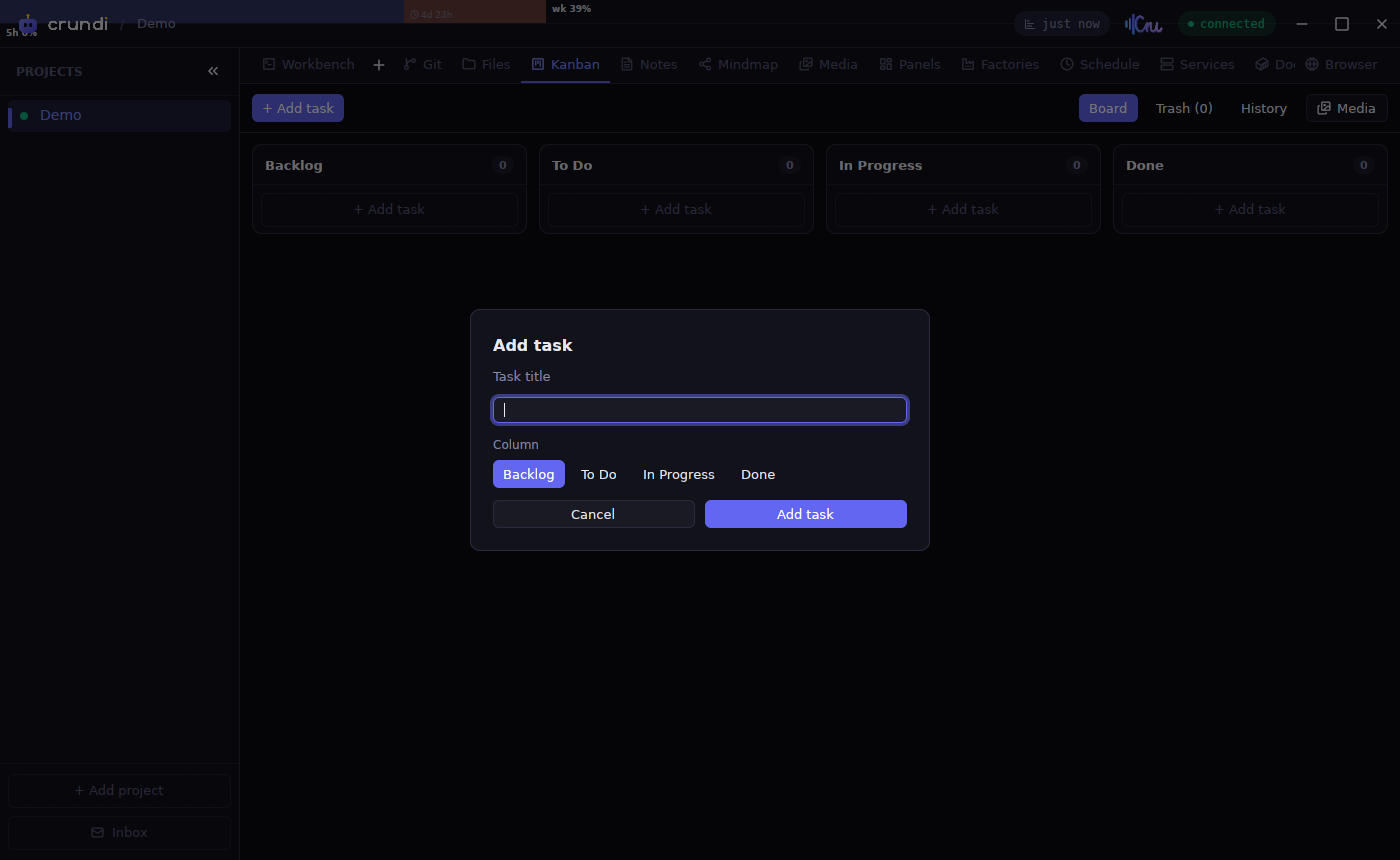 wk 39%
4d 23h
5h 0%
crundi / Demo
just now
Cru
connected
PROJECTS
Workbench
Git
Files
Kanban
Notes
Mindmap
Media
Panels
Factories
Schedule
Services
Browser
Demo
+ Add task
Board
Trash (0)
History
Media
Backlog 0
To Do 0
In Progress 0
Done 0
+ Add task
+ Add task
+ Add task
+ Add task
Add task
Task title
Column
Backlog
To Do
In Progress
Done
Cancel
Add task
+ Add project
Inbox